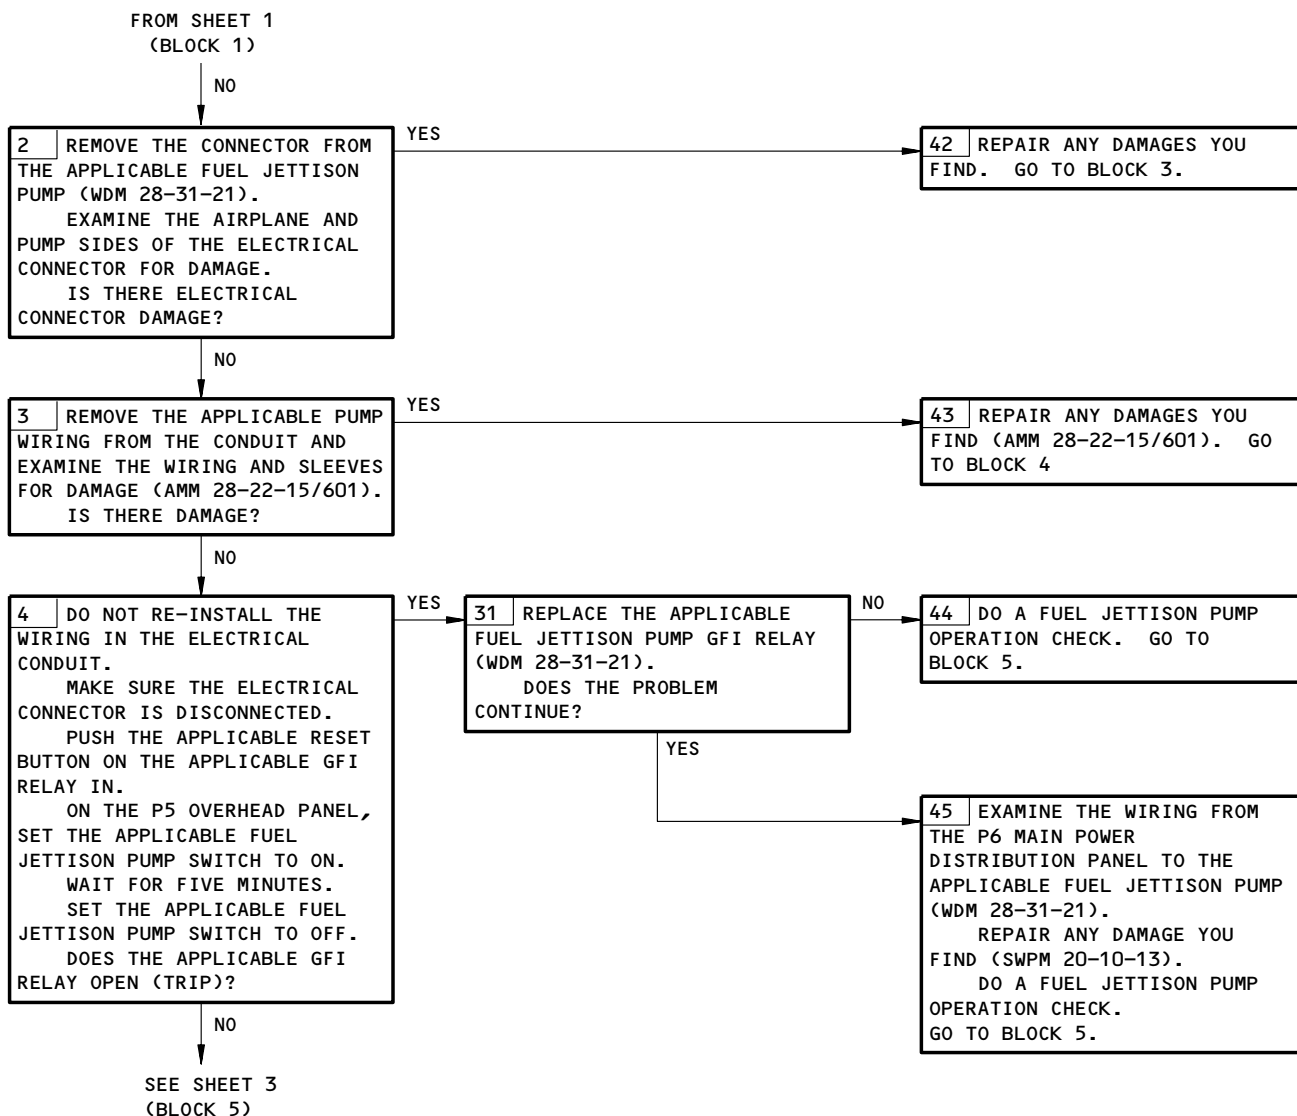 FROM SHEET 1
(BLOCK 1)
NO
2 REMOVE THE CONNECTOR FROM
THE APPLICABLE FUEL JETTISON
PUMP (WDM 28-31-21).
EXAMINE THE AIRPLANE AND
PUMP SIDES OF THE ELECTRICAL
CONNECTOR FOR DAMAGE.
IS THERE ELECTRICAL
CONNECTOR DAMAGE?
YES
42 REPAIR ANY DAMAGES YOU
FIND. GO TO BLOCK 3.
NO
3 REMOVE THE APPLICABLE PUMP
WIRING FROM THE CONDUIT AND
EXAMINE THE WIRING AND SLEEVES
FOR DAMAGE (AMM 28-22-15/601).
IS THERE DAMAGE?
YES
43 REPAIR ANY DAMAGES YOU
FIND (AMM 28-22-15/601). GO
TO BLOCK 4
NO
4 DO NOT RE-INSTALL THE
WIRING IN THE ELECTRICAL
CONDUIT.
MAKE SURE THE ELECTRICAL
CONNECTOR IS DISCONNECTED.
PUSH THE APPLICABLE RESET
BUTTON ON THE APPLICABLE GFI
RELAY IN.
ON THE P5 OVERHEAD PANEL,
SET THE APPLICABLE FUEL
JETTISON PUMP SWITCH TO ON.
WAIT FOR FIVE MINUTES.
SET THE APPLICABLE FUEL
JETTISON PUMP SWITCH TO OFF.
DOES THE APPLICABLE GFI
RELAY OPEN (TRIP)?
YES
31 REPLACE THE APPLICABLE
FUEL JETTISON PUMP GFI RELAY
(WDM 28-31-21).
DOES THE PROBLEM
CONTINUE?
NO
44 DO A FUEL JETTISON PUMP
OPERATION CHECK. GO TO
BLOCK 5.
YES
45 EXAMINE THE WIRING FROM
THE P6 MAIN POWER
DISTRIBUTION PANEL TO THE
APPLICABLE FUEL JETTISON PUMP
(WDM 28-31-21).
REPAIR ANY DAMAGE YOU
FIND (SWPM 20-10-13).
DO A FUEL JETTISON PUMP
OPERATION CHECK.
GO TO BLOCK 5.
NO
SEE SHEET 3
(BLOCK 5)